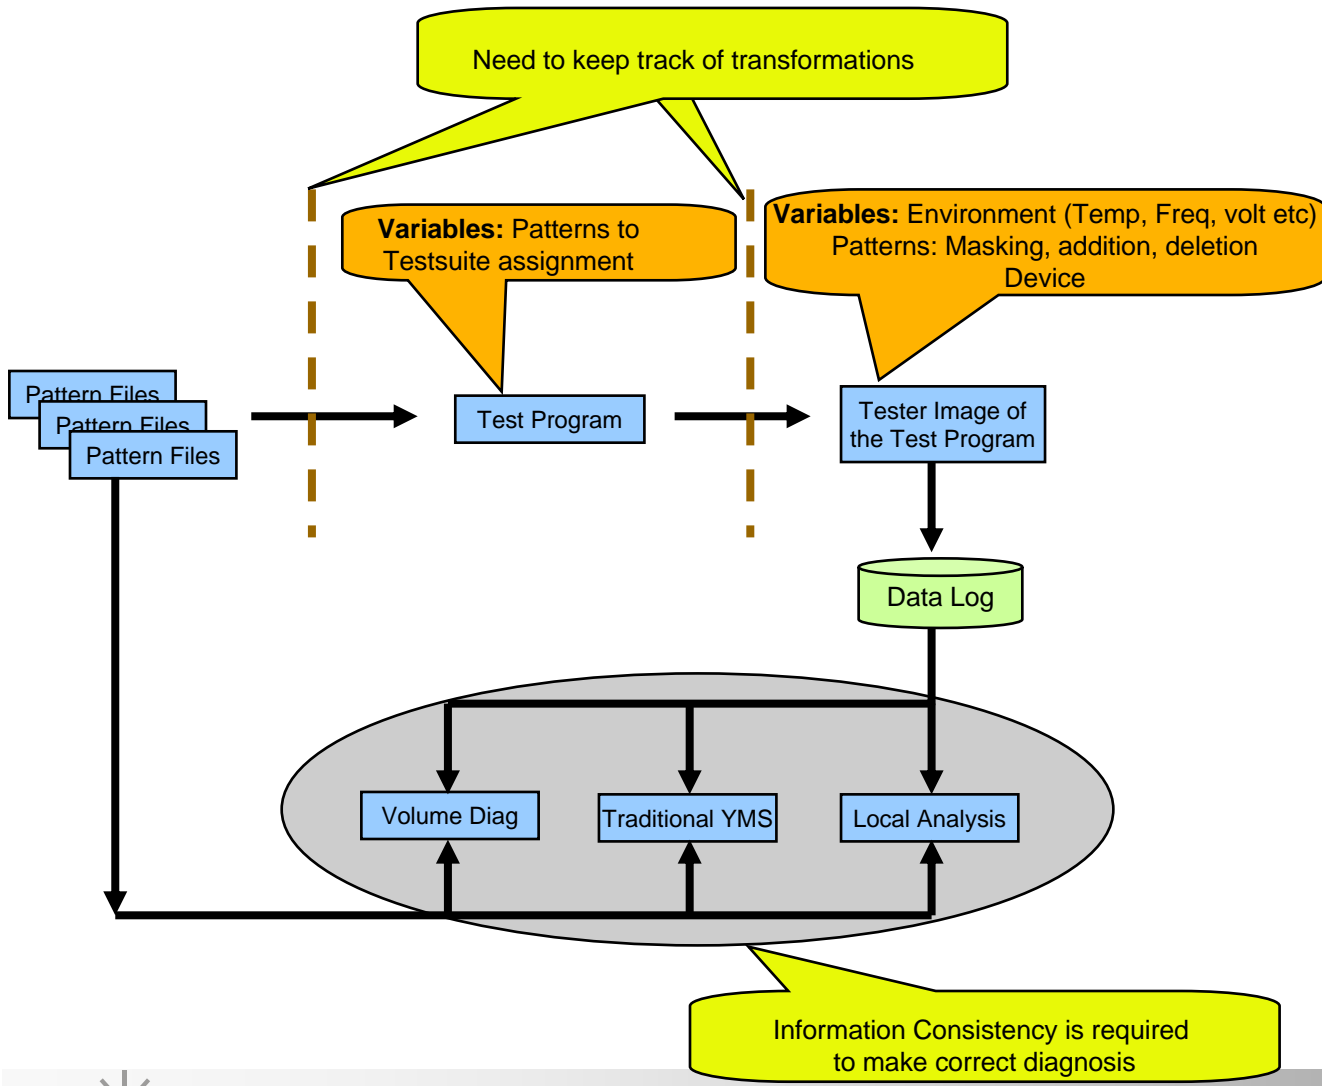 Need to keep track of transformations
Variables: Patterns to
Testsuite assignment
Variables: Environment (Temp, Freq, volt etc)
Patterns: Masking, addition, deletion
Device
Pattern Files
Pattern Files
Pattern Files
Test Program
Tester Image of
the Test Program
Data Log
Volume Diag
Traditional YMS
Local Analysis
Information Consistency is required
to make correct diagnosis